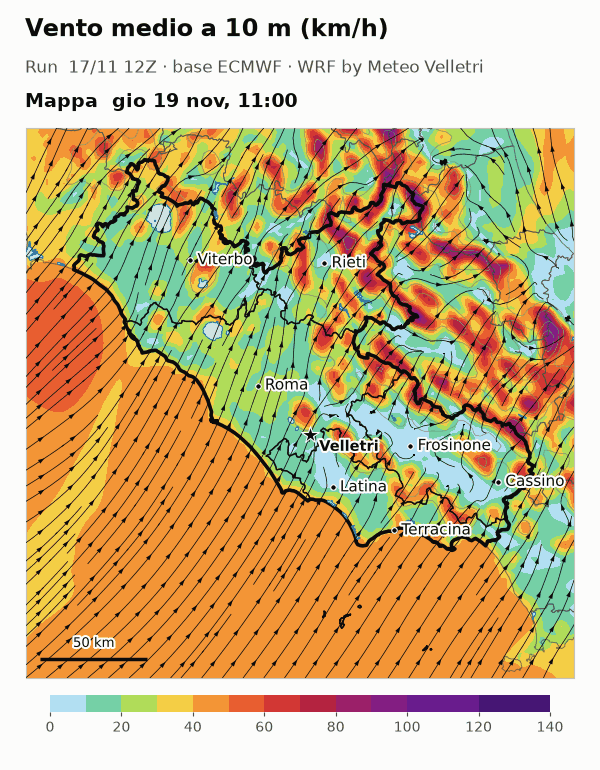 Vento medio a 10 m (km/h)
Run 17/11 12Z · base ECMWF · WRF by Meteo Velletri
Mappa gio 19 nov, 11:00
Viterbo
Rieti
Roma
Velletri
Frosinone
Cassino
Latina
Terracina
50 km
0 20 40 60 80 100 120 140